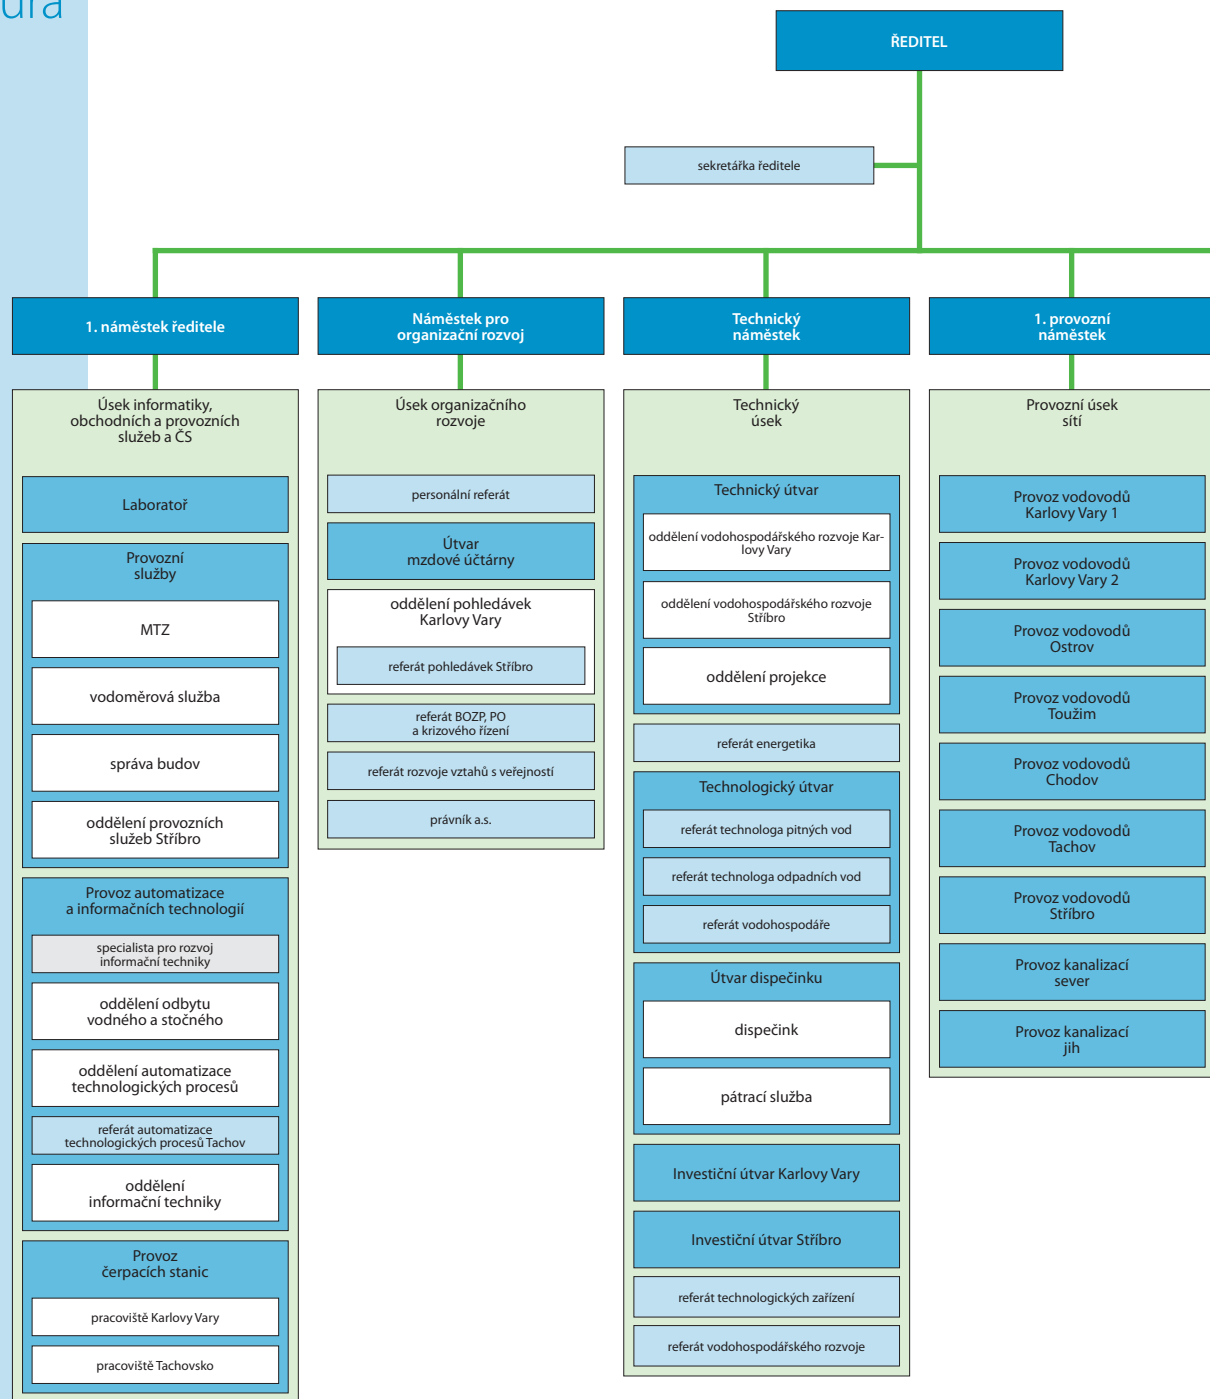 ura
ŘEDITEL
sekretářka ředitele
1. náměstek ředitele
Náměstek pro
organizační rozvoj
Technický
náměstek
1. provozní
náměstek
Úsek informatiky,
obchodních a provozních
služeb a ČS
Laboratoř
Provozní
služby
MTZ
vodoměrová služba
správa budov
oddělení provozních
služeb Stříbro
Provoz automatizace
a informačních technologií
specialista pro rozvoj
informační techniky
oddělení odbytu
vodného a stočného
oddělení automatizace
technologických procesů
referát automatizace
technologických procesů Tachov
oddělení
informační techniky
Provoz
čerpacích stanic
pracoviště Karlovy Vary
pracoviště Tachovsko
Úsek organizačního
rozvoje
personální referát
Útvar
mzdové účtárny
oddělení pohledávek
Karlovy Vary
referát pohledávek Stříbro
referát BOZP, PO
a krizového řízení
referát rozvoje vztahů s veřejností
právník a.s.
Technický
úsek
Technický útvar
oddělení vodohospodářského rozvoje Kar-
lovy Vary
oddělení vodohospodářského rozvoje
Stříbro
oddělení projekce
referát energetika
Technologický útvar
referát technologa pitných vod
referát technologa odpadních vod
referát vodohospodáře
Útvar dispečinku
dispečink
pátrací služba
Investiční útvar Karlovy Vary
Investiční útvar Stříbro
referát technologických zařízení
referát vodohospodářského rozvoje
Provozní úsek
sítí
Provoz vodovodů
Karlovy Vary 1
Provoz vodovodů
Karlovy Vary 2
Provoz vodovodů
Ostrov
Provoz vodovodů
Toužim
Provoz vodovodů
Chodov
Provoz vodovodů
Tachov
Provoz vodovodů
Stříbro
Provoz kanalizací
sever
Provoz kanalizací
jih